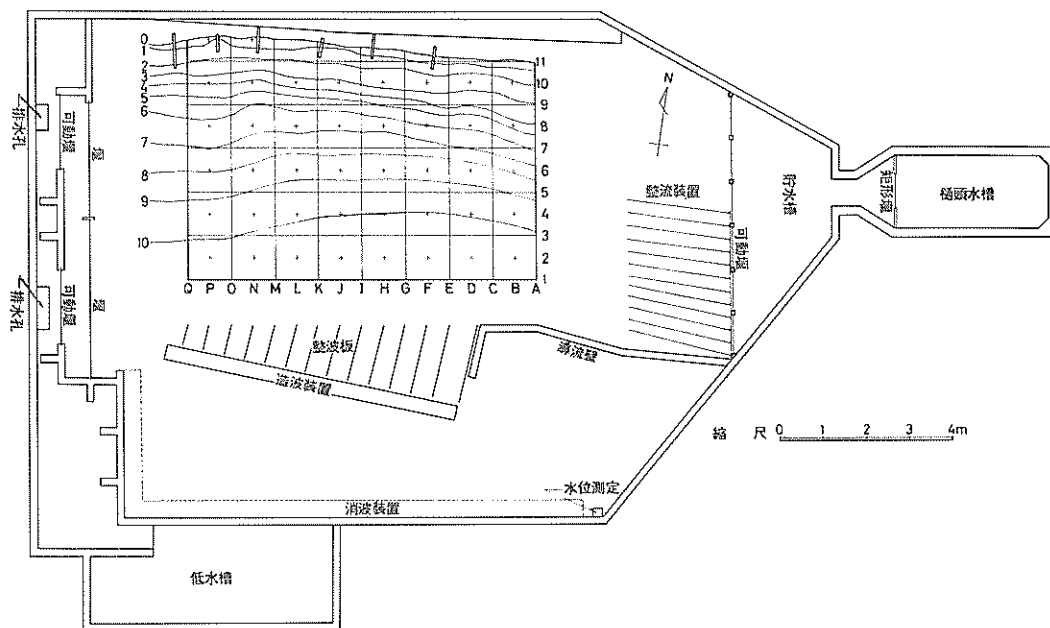 0
1
2
3
4
5
6
7
8
9
10
11
10
9
8
7
6
5
4
3
2
1
Q P O N M L K J I H G F E D C B A
N
排水孔
可動堰
堰
排水孔
可動堰
堰
整流装置
可動堰
貯水槽
矩形堰
樋頭水槽
整波板
造波装置
導流壁
縮 尺 0 1 2 3 4m
水位測定
消波装置
低水槽